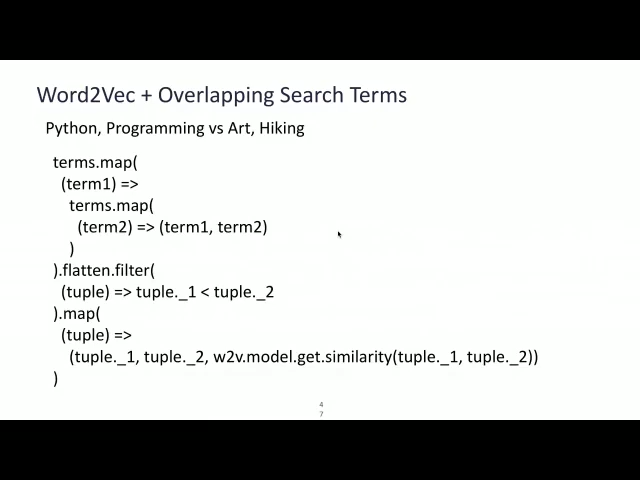 Word2Vec + Overlapping Search Terms
Python, Programming vs Art, Hiking
terms.map(
(term1) =>
terms.map(
(term2) => (term1, term2)
)
).flatten.filter(
(tuple) => tuple._1 < tuple._2
).map(
(tuple) =>
(tuple._1, tuple._2, w2v.model.get.similarity(tuple._1, tuple._2))
)
4
7